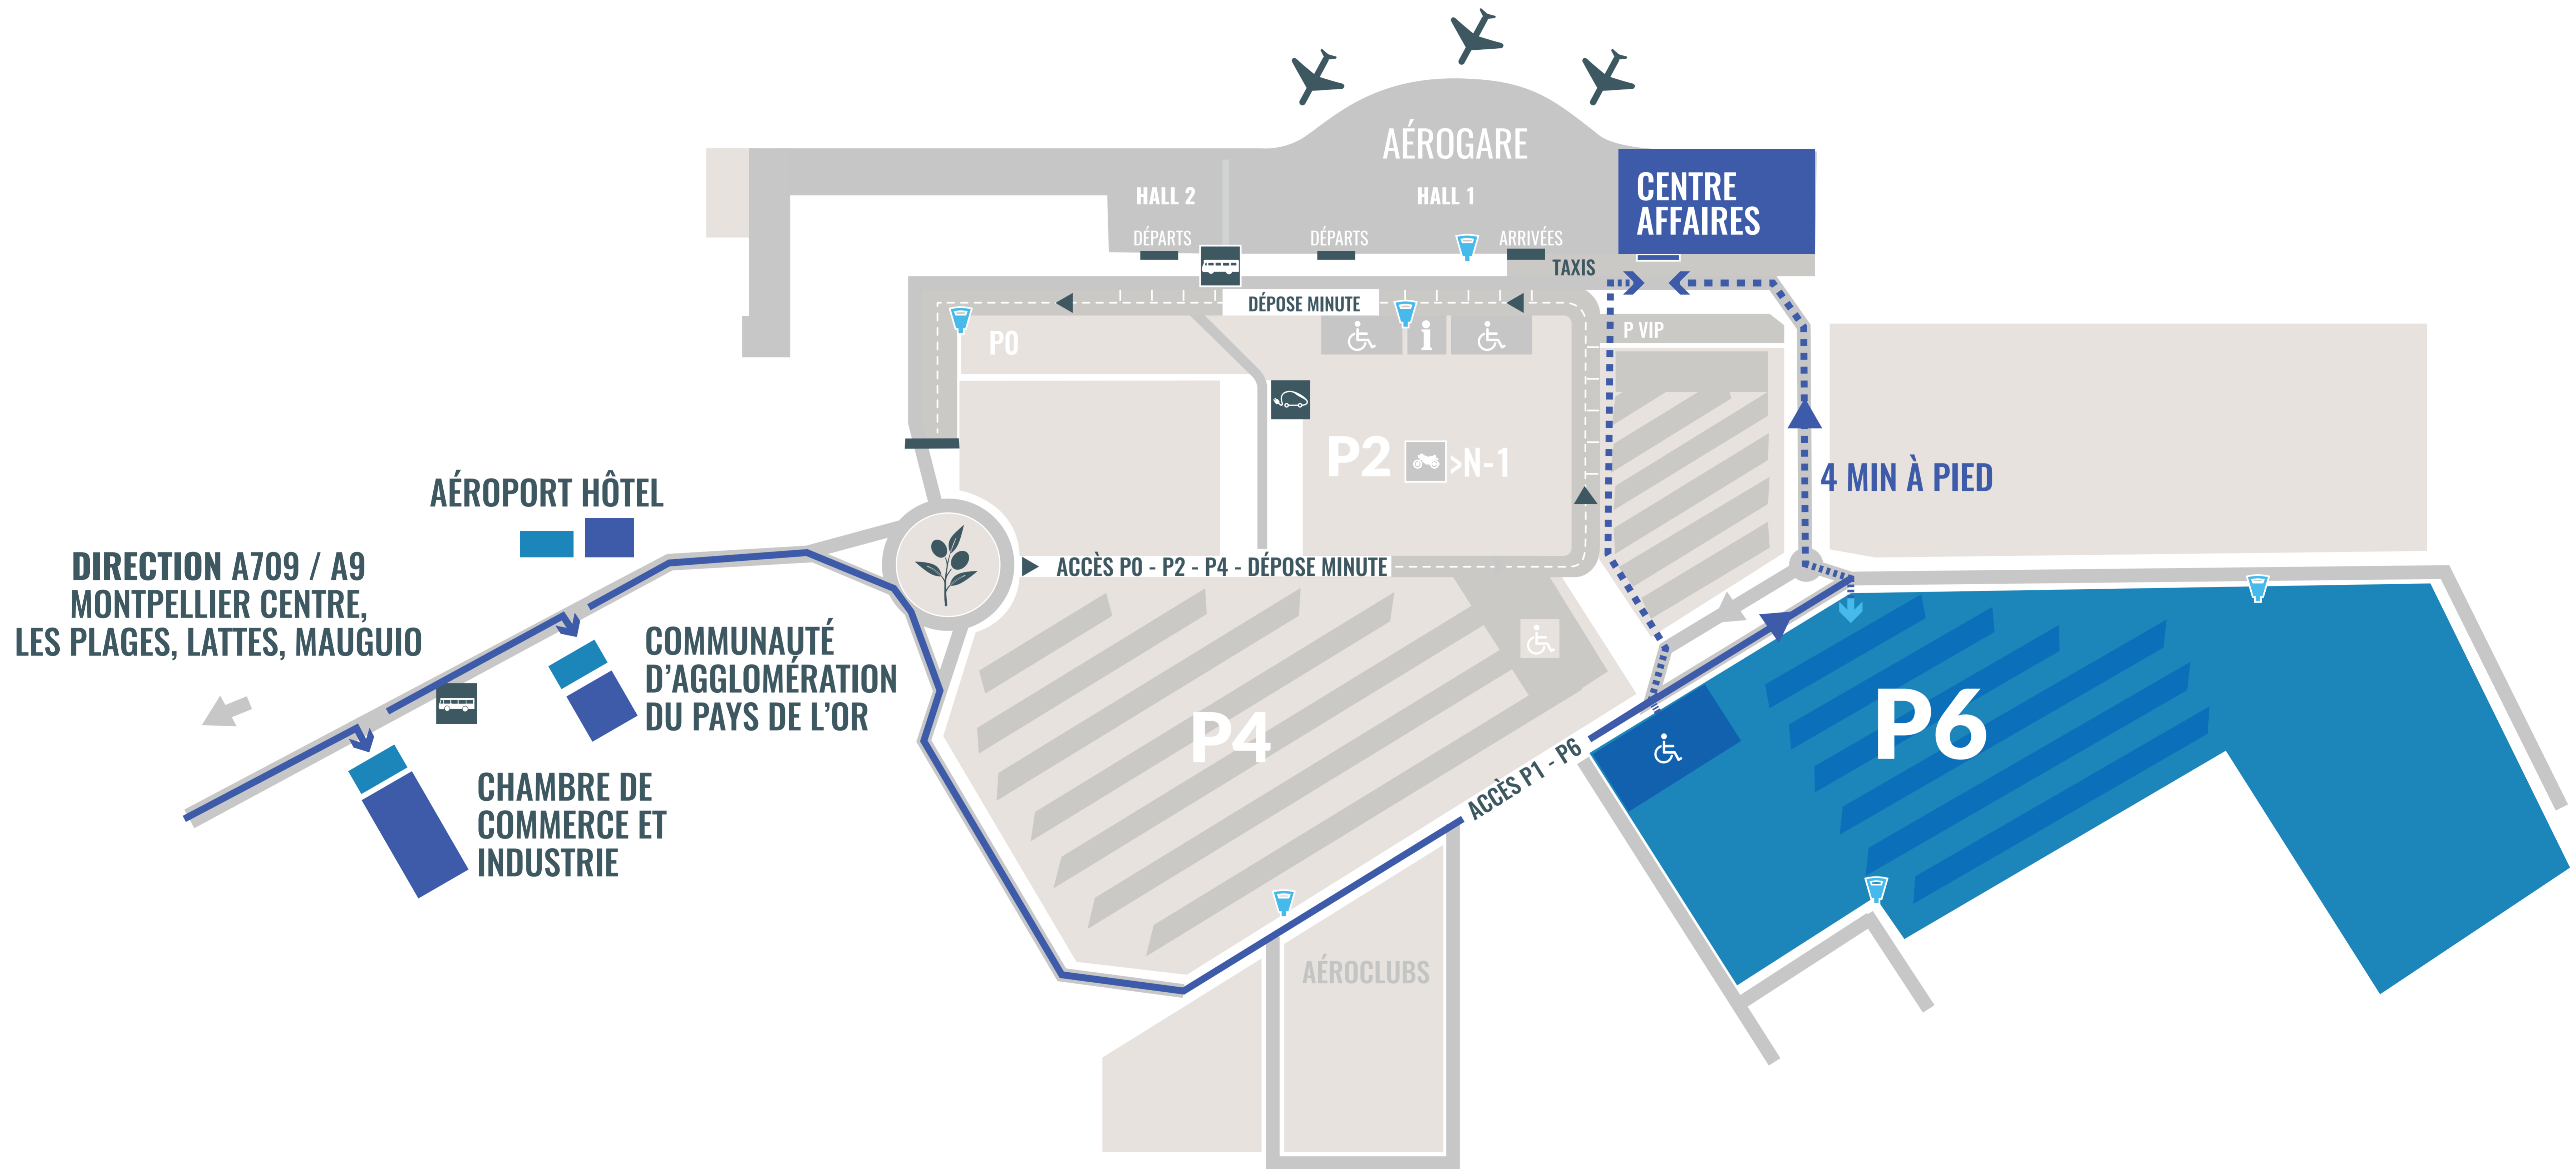 AÉROGARE
HALL 2
HALL 1
CENTRE
AFFAIRES
DÉPARTS
DÉPARTS
ARRIVÉES
TAXIS
DÉPOSE MINUTE
P0
i
P VIP
P2
>N-1
4 MIN À PIED
AÉROPORT HÔTEL
DIRECTION A709 / A9
MONTPELLIER CENTRE,
LES PLAGES, LATTES, MAUGUIO
ACCÈS P0 - P2 - P4 - DÉPOSE MINUTE
COMMUNAUTÉ
D’AGGLOMÉRATION
DU PAYS DE L’OR
P4
P6
ACCÈS P1 - P6
CHAMBRE DE
COMMERCE ET
INDUSTRIE
AÉROCLUBS